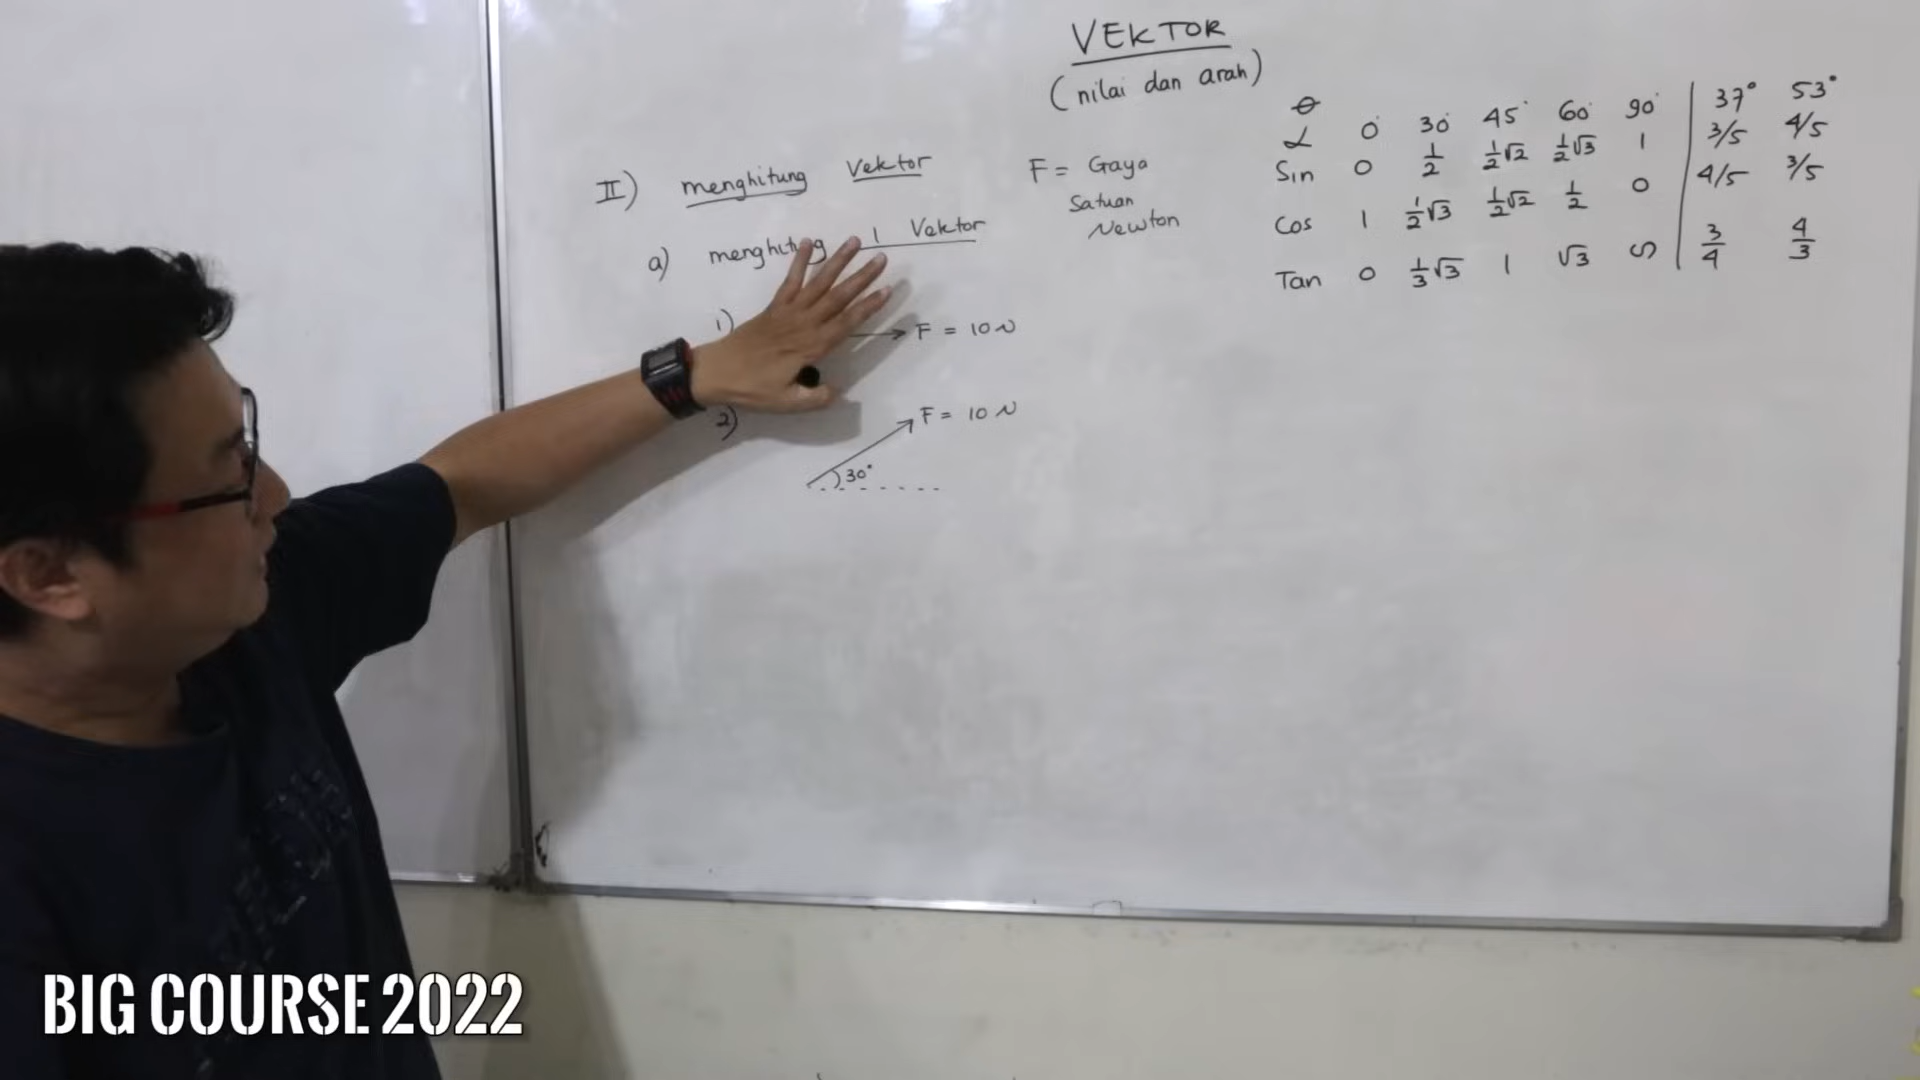 VEKTOR
(nilai dan arah)
II) menghitung Vektor
a) menghitung 1 Vektor
1) F = 10 N
2) F = 10 N
30°
F = Gaya
Satuan
Newton
θ
α 0° 30° 45° 60° 90° 37° 53°
Sin 0 1/2 1/2√2 1/2√3 1 3/5 4/5
Cos 1 1/2√3 1/2√2 1/2 0 4/5 3/5
Tan 0 1/3√3 1 √3 ∽ 3/4 4/3
BIG COURSE 2022